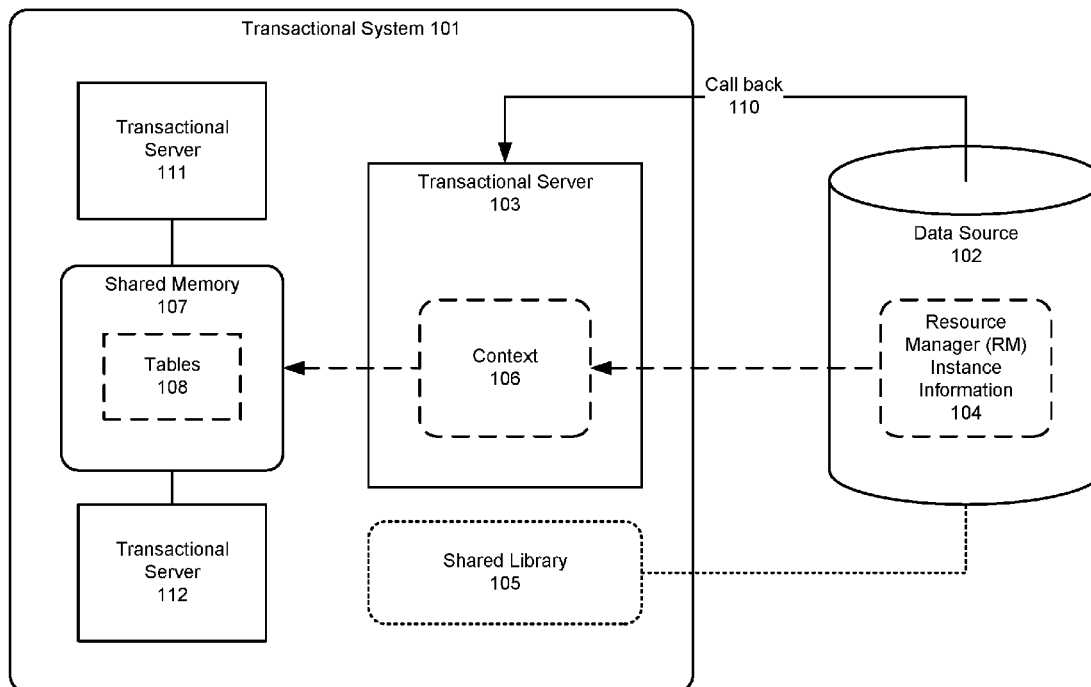 Transactional System 101
Transactional
Server
111
Shared Memory
107
Tables
108
Transactional
Server
112
Transactional Server
103
Context
106
Shared Library
105
Call back
110
Data Source
102
Resource
Manager (RM)
Instance
Information
104